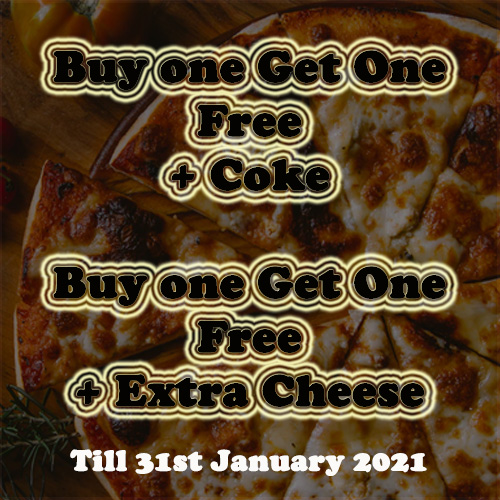 Buy one Get One
Free
+ Coke
Buy one Get One
Free
+ Extra Cheese
Till 31st January 2021